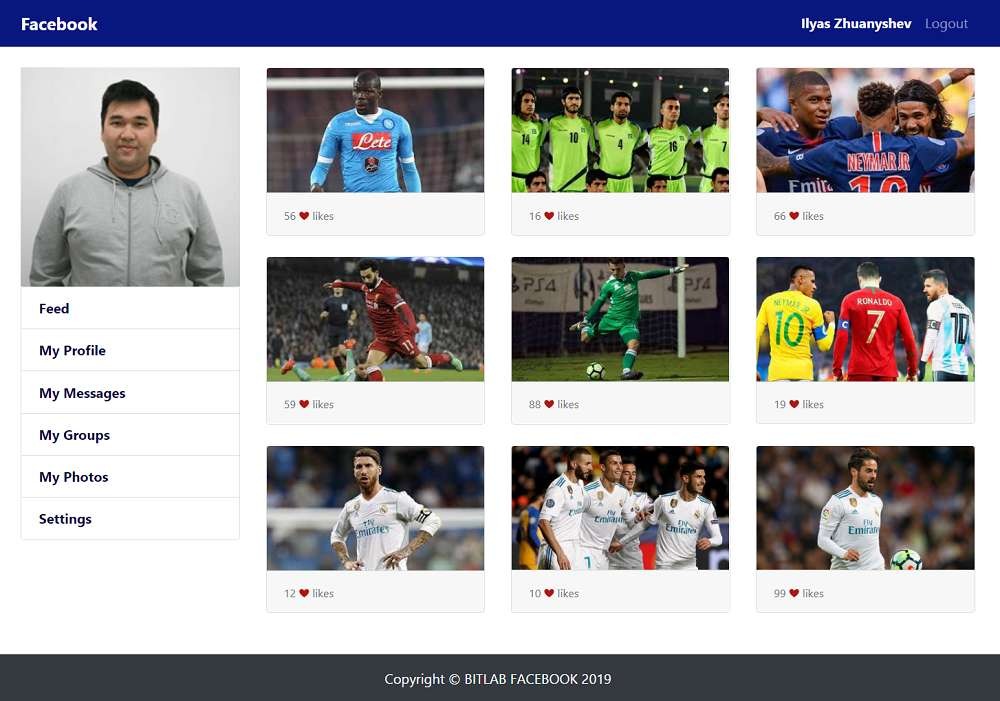 Facebook
Ilyas Zhuanyshev Logout
Lete
14 10 4 16 7
NEYMAR JR
10
56 ❤ likes
16 ❤ likes
66 ❤ likes
Feed
My Profile
My Messages
My Groups
My Photos
Settings
11
PS4
PS4
NEYMAR JR
10
RONALDO
7
10
59 ❤ likes
88 ❤ likes
19 ❤ likes
Fly
Emirates
Fly
Emirates
Fly
Emirates
12 ❤ likes
10 ❤ likes
99 ❤ likes
Copyright © BITLAB FACEBOOK 2019